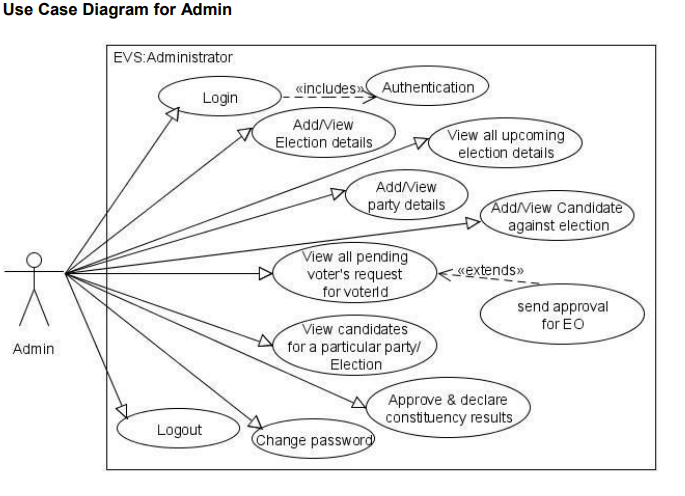 Use Case Diagram for Admin
EVS:Administrator
Login
«includes»
Authentication
Add/View
Election details
View all upcoming
election details
Add/View
party details
Add/View Candidate
against election
View all pending
voter's request
for voterId
«extends»
send approval
for EO
Admin
View candidates
for a particular party/
Election
Approve & declare
constituency results
Logout
Change password